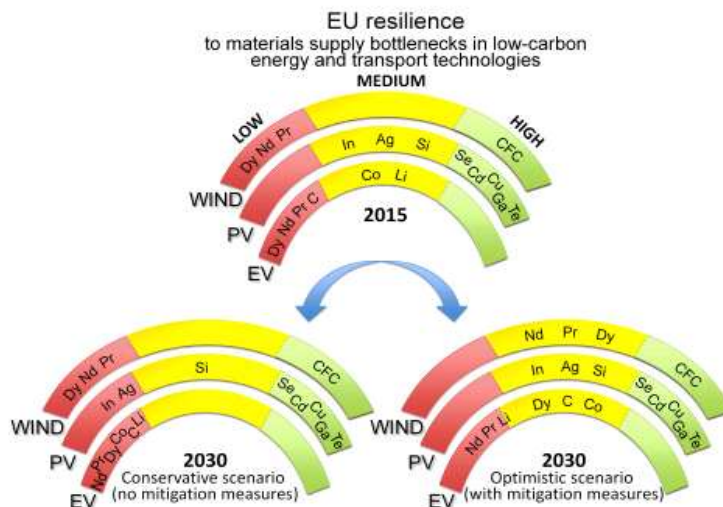 EU resilience
to materials supply bottlenecks in low-carbon
energy and transport technologies
MEDIUM
LOW
HIGH
Dy Nd Pr
CFC
WIND
In Ag Si
Se Cd Cu Ga Te
PV
Dy Nd Pr C
Co Li
EV
2015
Dy Nd Pr
CFC
WIND
In Ag
Si
Se Cd Cu Ga Te
PV
Nd Pr Dy Co C Li
EV
2030
Conservative scenario
(no mitigation measures)
Nd Pr Dy
CFC
WIND
In Ag Si
Se Cd Cu Ga Te
PV
Nd Pr Li
Dy C Co
EV
2030
Optimistic scenario
(with mitigation measures)